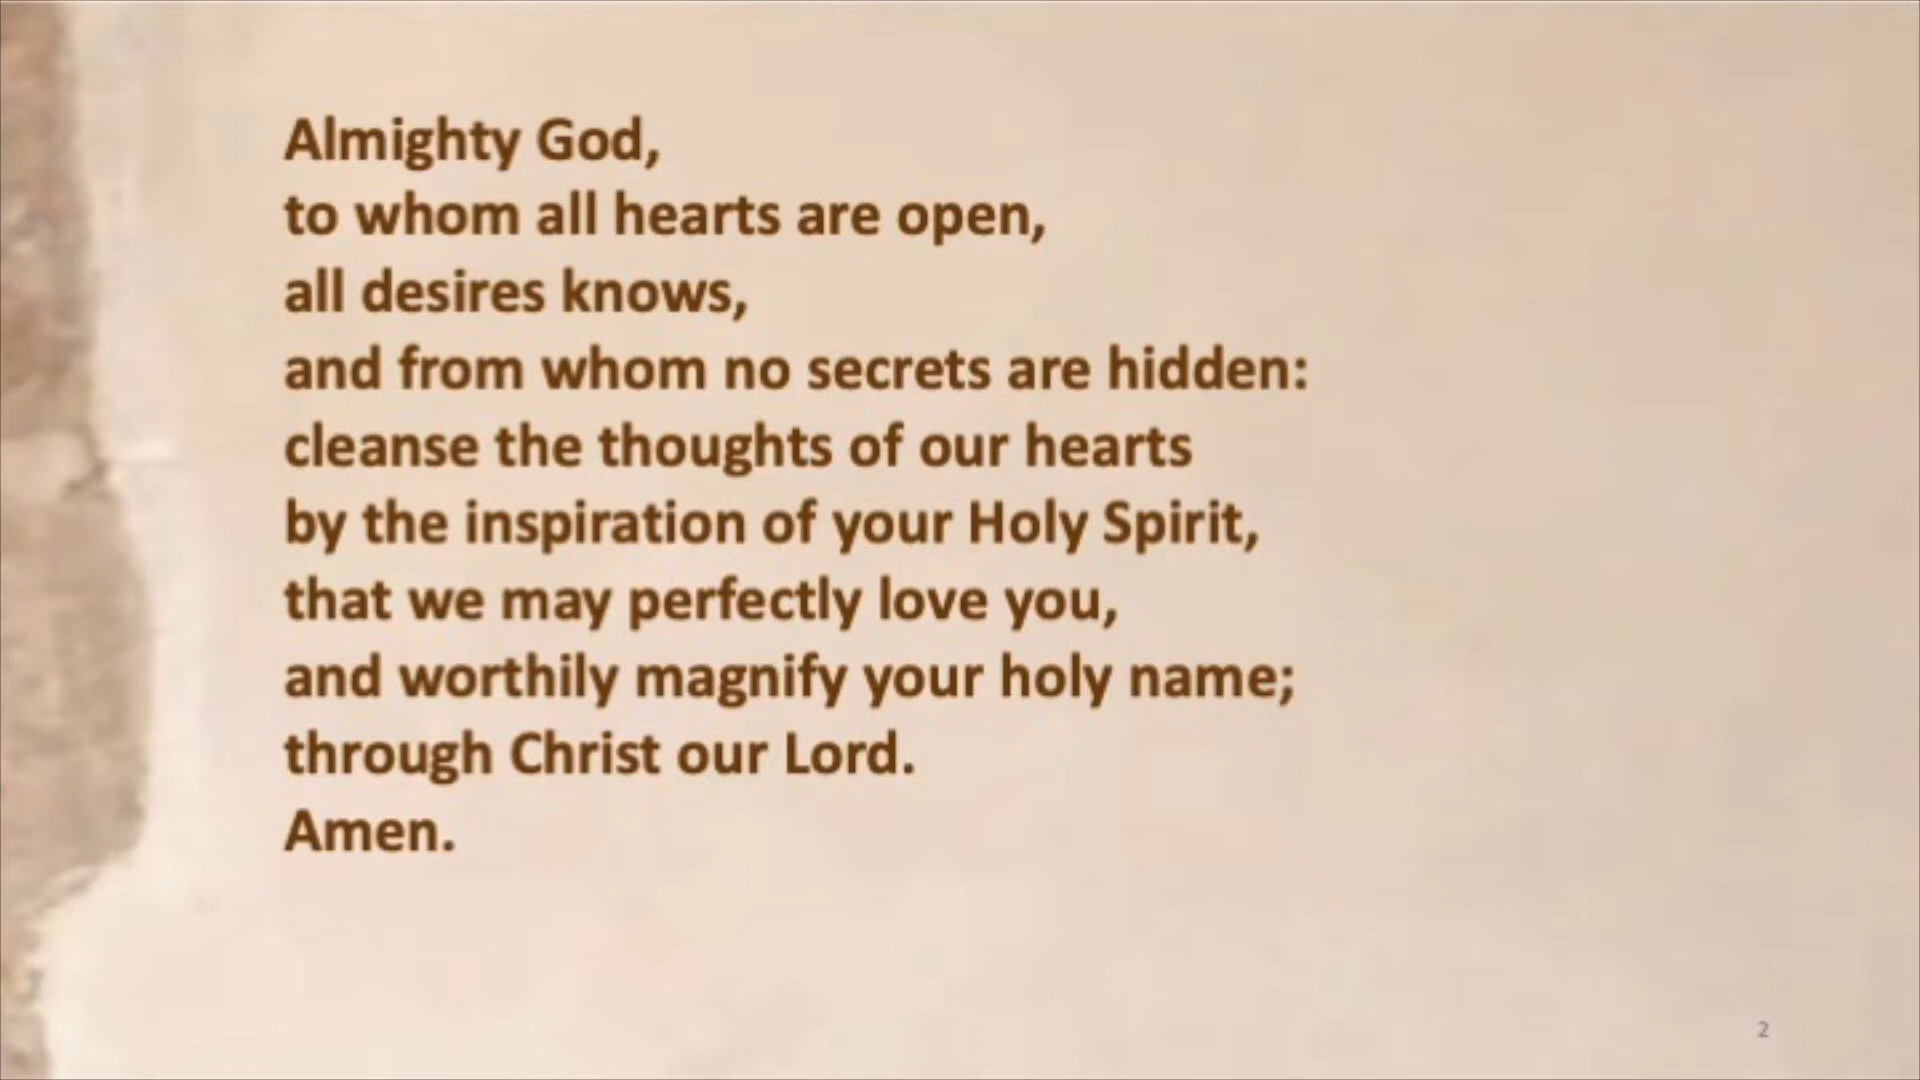 Almighty God,
to whom all hearts are open,
all desires knows,
and from whom no secrets are hidden:
cleanse the thoughts of our hearts
by the inspiration of your Holy Spirit,
that we may perfectly love you,
and worthily magnify your holy name;
through Christ our Lord.
Amen.
2